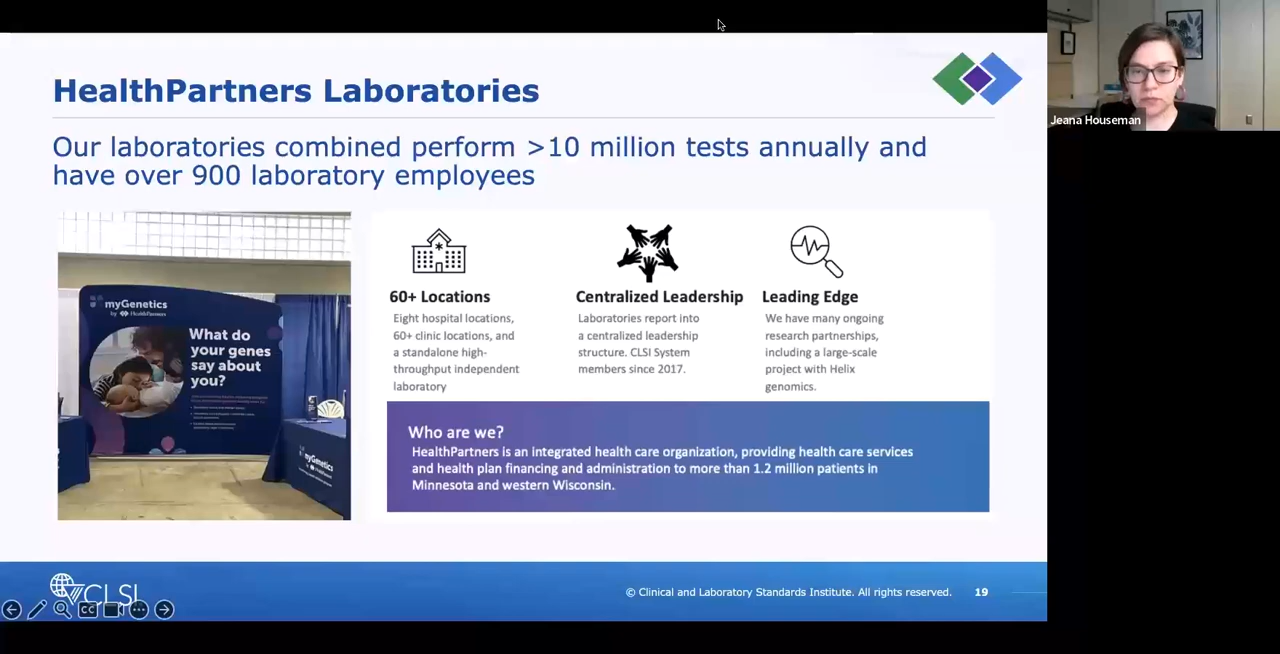 HealthPartners Laboratories
Our laboratories combined perform >10 million tests annually and
have over 900 laboratory employees
myGenetics
by HealthPartners
What do
your genes
say about
you?
myGenetics
60+ Locations
Eight hospital locations,
60+ clinic locations, and
a standalone high-
throughput independent
laboratory
Centralized Leadership
Laboratories report into
a centralized leadership
structure. CLSI System
members since 2017.
Leading Edge
We have many ongoing
research partnerships,
including a large-scale
project with Helix
genomics.
Who are we?
HealthPartners is an integrated health care organization, providing health care services
and health plan financing and administration to more than 1.2 million patients in
Minnesota and western Wisconsin.
CLSI
CC
© Clinical and Laboratory Standards Institute. All rights reserved. 19
Jeana Houseman